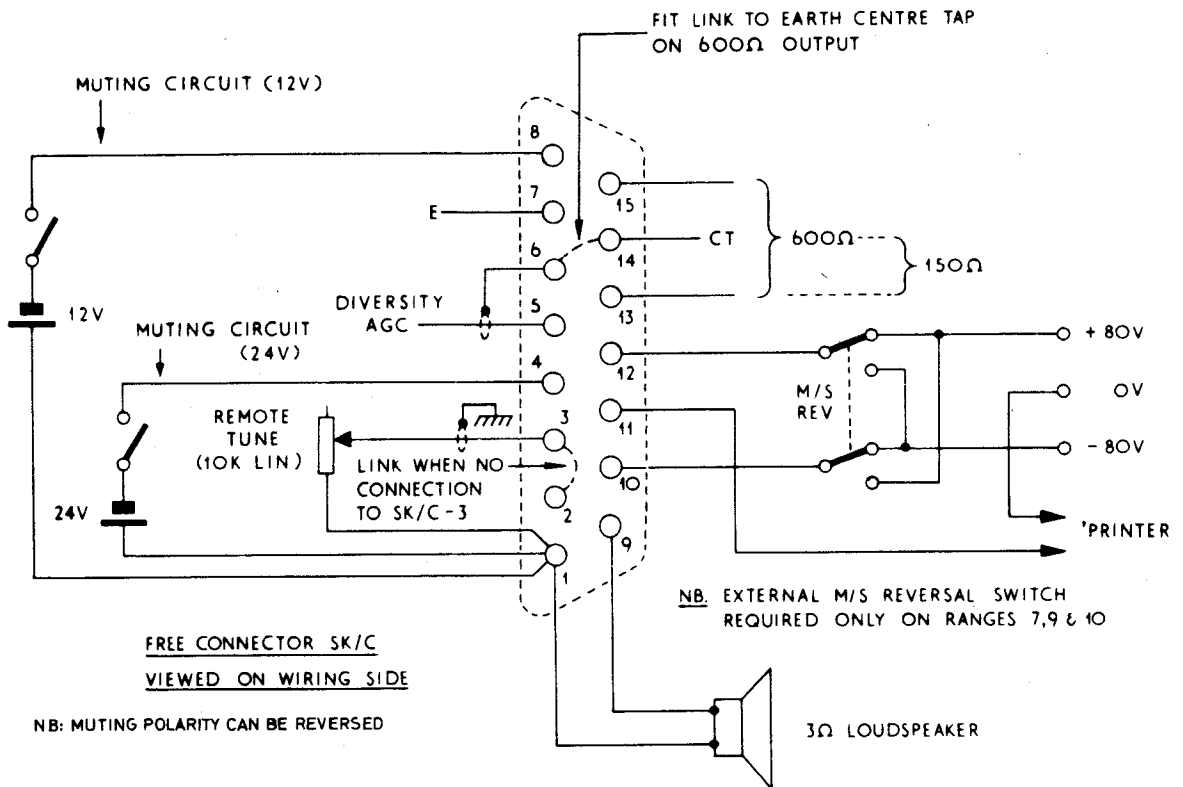 FIT LINK TO EARTH CENTRE TAP
ON 600Ω OUTPUT
MUTING CIRCUIT (12V)
8
7
E
6
5
DIVERSITY
AGC
4
3
2
1
15
14
CT
13
12
11
10
9
600Ω
150Ω
12V
MUTING CIRCUIT
(24V)
REMOTE
TUNE
(10K LIN)
LINK WHEN NO
CONNECTION
TO SK/C-3
24V
M/S
REV
+ 80V
0V
- 80V
'PRINTER
NB. EXTERNAL M/S REVERSAL SWITCH
REQUIRED ONLY ON RANGES 7,9 & 10
FREE CONNECTOR SK/C
VIEWED ON WIRING SIDE
NB: MUTING POLARITY CAN BE REVERSED
3Ω LOUDSPEAKER